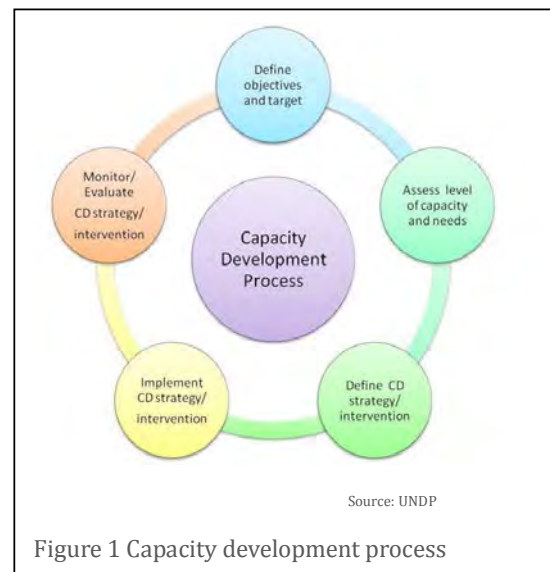 Define
objectives
and target
Assess level
of capacity
and needs
Define CD
strategy/
intervention
Implement
CD strategy/
intervention
Monitor/
Evaluate
CD strategy/
intervention
Capacity
Development
Process
Source: UNDP
Figure 1 Capacity development process